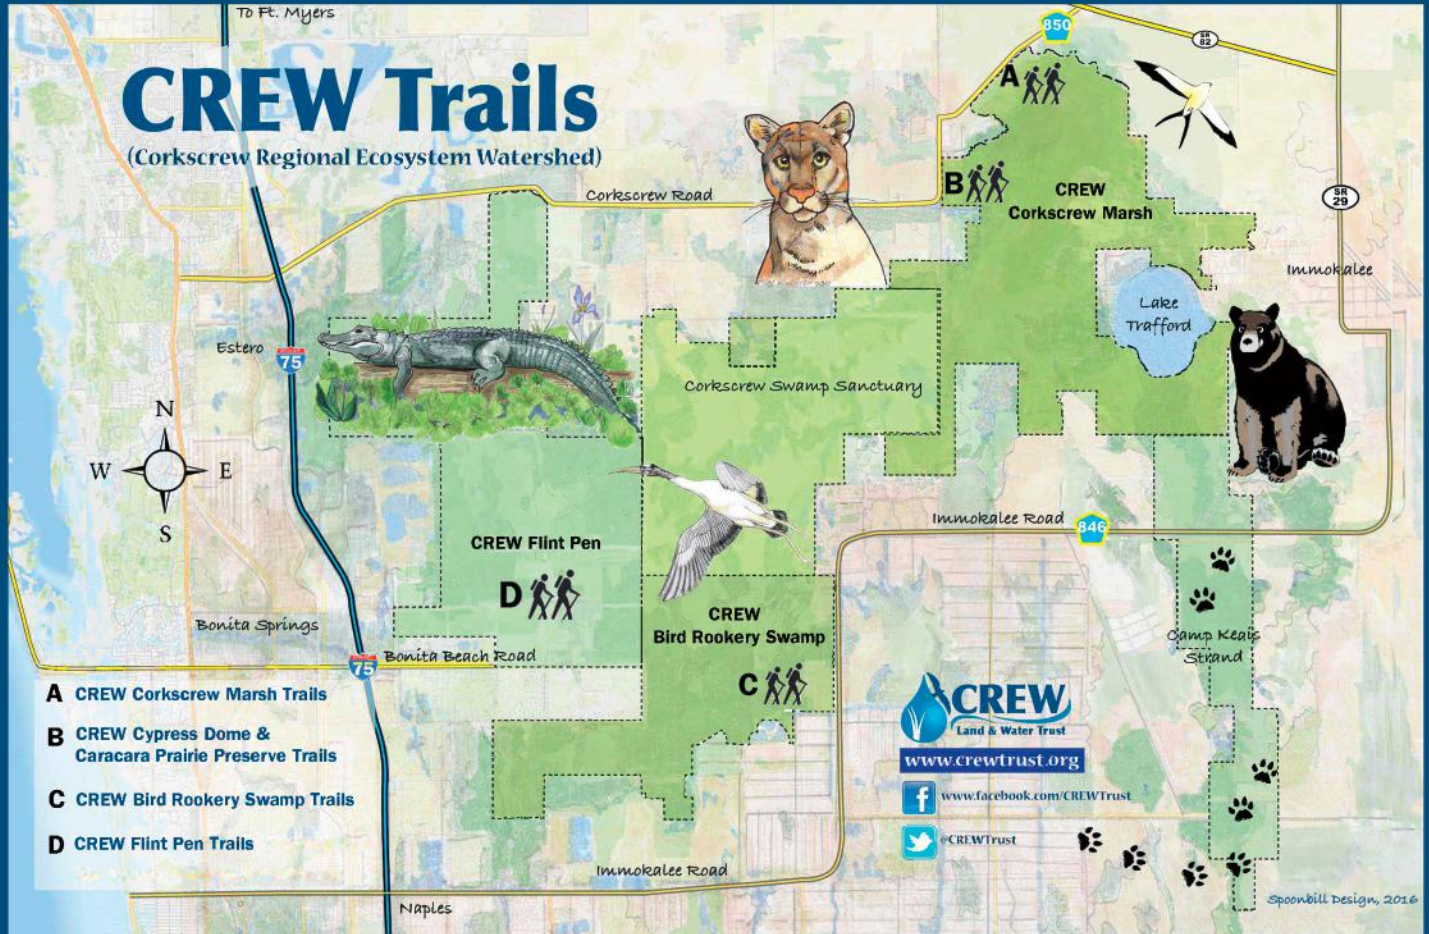 To Ft. Myers
850
SR
82
CREW Trails
(Corkscrew Regional Ecosystem Watershed)
A
B
Corkscrew Road
CREW
Corkscrew Marsh
SR
29
Immokalee
Lake
Trafford
Estero
75
Corkscrew Swamp Sanctuary
N
W
E
S
Immokalee Road
846
CREW Flint Pen
D
Bonita Springs
CREW
Bird Rookery Swamp
C
Camp Keais
Strand
75
Bonita Beach Road
A CREW Corkscrew Marsh Trails
B CREW Cypress Dome &
Caracara Prairie Preserve Trails
C CREW Bird Rookery Swamp Trails
D CREW Flint Pen Trails
CREW
Land & Water Trust
www.crewtrust.org
f www.facebook.com/CREWTrust
@CREWTrust
Immokalee Road
Naples
Spoonbill Design, 2016